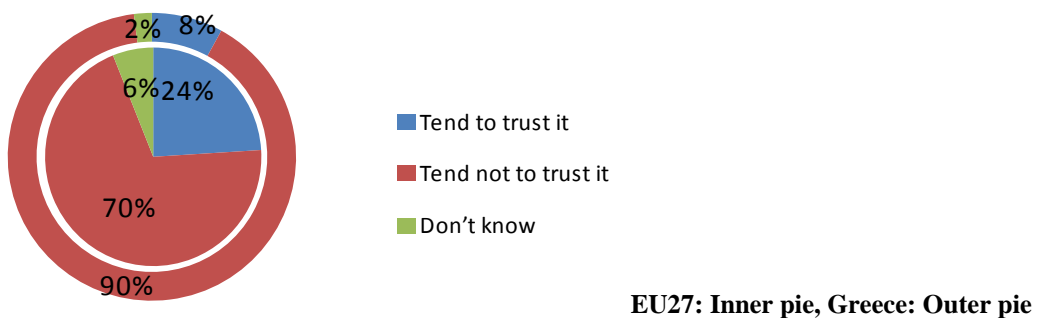 2%
8%
6%
24%
Tend to trust it
Tend not to trust it
70%
Don’t know
90%
EU27: Inner pie, Greece: Outer pie